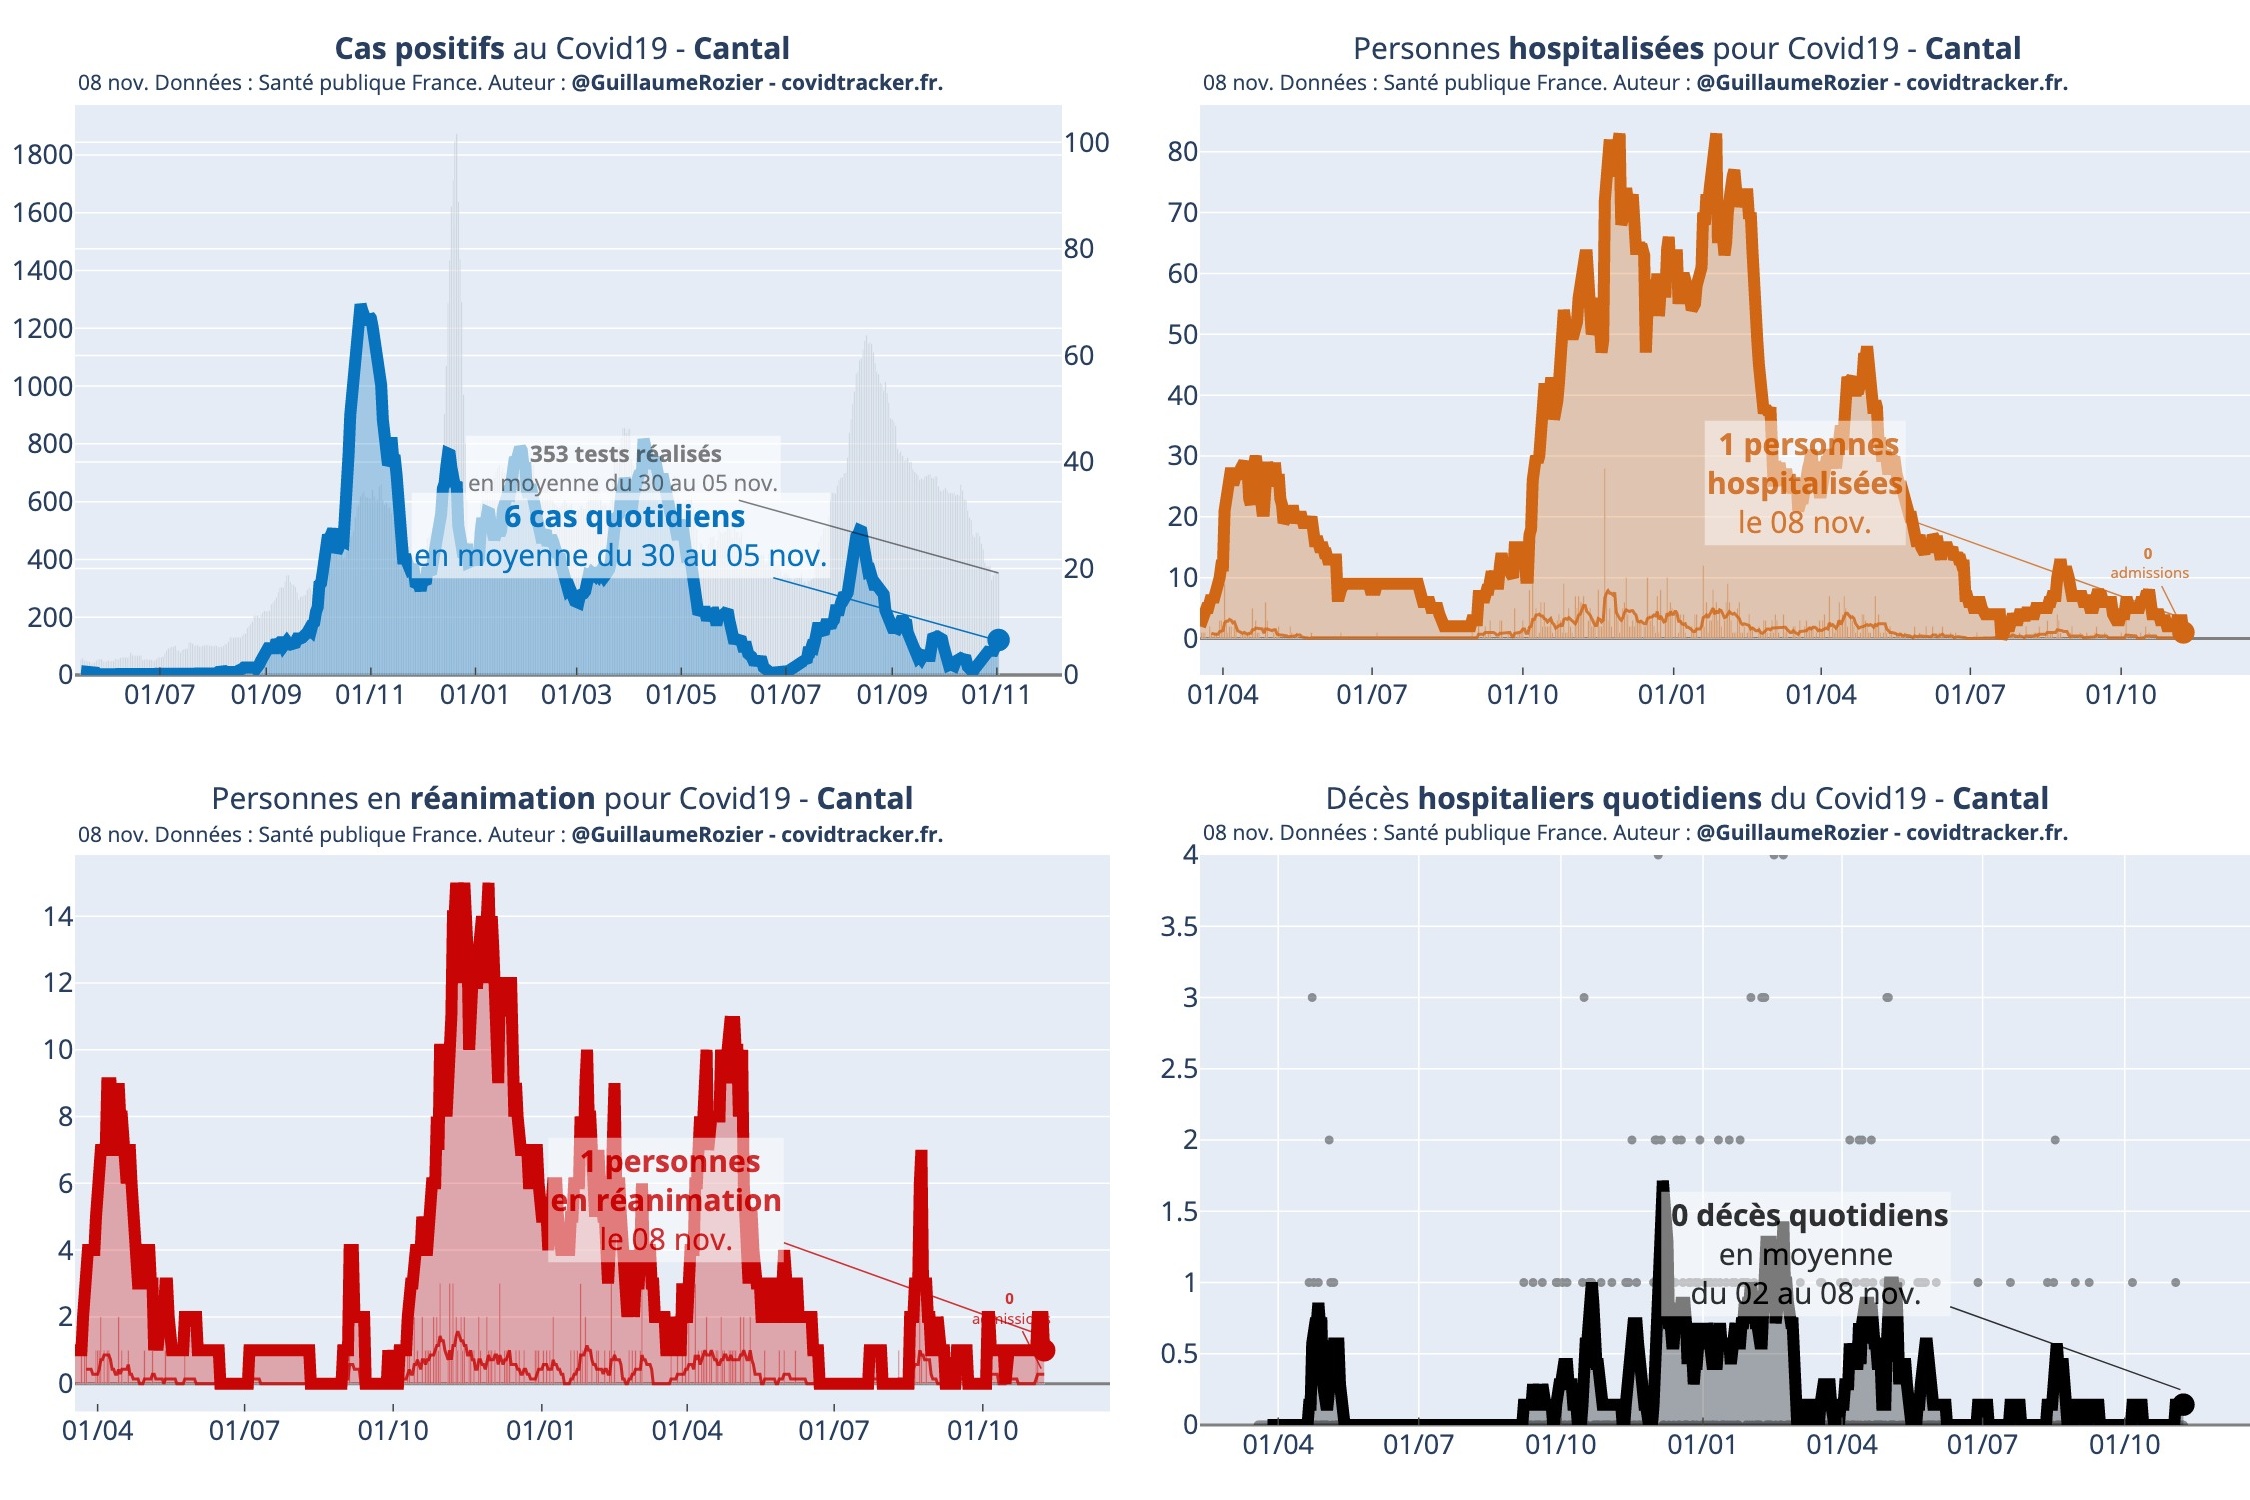 Cas positifs au Covid19 - Cantal
08 nov. Données : Santé publique France. Auteur : @GuillaumeRozier - covidtracker.fr.
1800
1600
1400
1200
1000
800
600
400
200
0
100
80
60
40
20
0
353 tests réalisés
en moyenne du 30 au 05 nov.
6 cas quotidiens
en moyenne du 30 au 05 nov.
01/07 01/09 01/11 01/01 01/03 01/05 01/07 01/09 01/11
Personnes hospitalisées pour Covid19 - Cantal
08 nov. Données : Santé publique France. Auteur : @GuillaumeRozier - covidtracker.fr.
80
70
60
50
40
30
20
10
0
1 personnes
hospitalisées
le 08 nov.
0
admissions
01/04 01/07 01/10 01/01 01/04 01/07 01/10
Personnes en réanimation pour Covid19 - Cantal
08 nov. Données : Santé publique France. Auteur : @GuillaumeRozier - covidtracker.fr.
14
12
10
8
6
4
2
0
1 personnes
en réanimation
le 08 nov.
0
admissions
01/04 01/07 01/10 01/01 01/04 01/07 01/10
Décès hospitaliers quotidiens du Covid19 - Cantal
08 nov. Données : Santé publique France. Auteur : @GuillaumeRozier - covidtracker.fr.
4
3.5
3
2.5
2
1.5
1
0.5
0
0 décès quotidiens
en moyenne
du 02 au 08 nov.
01/04 01/07 01/10 01/01 01/04 01/07 01/10